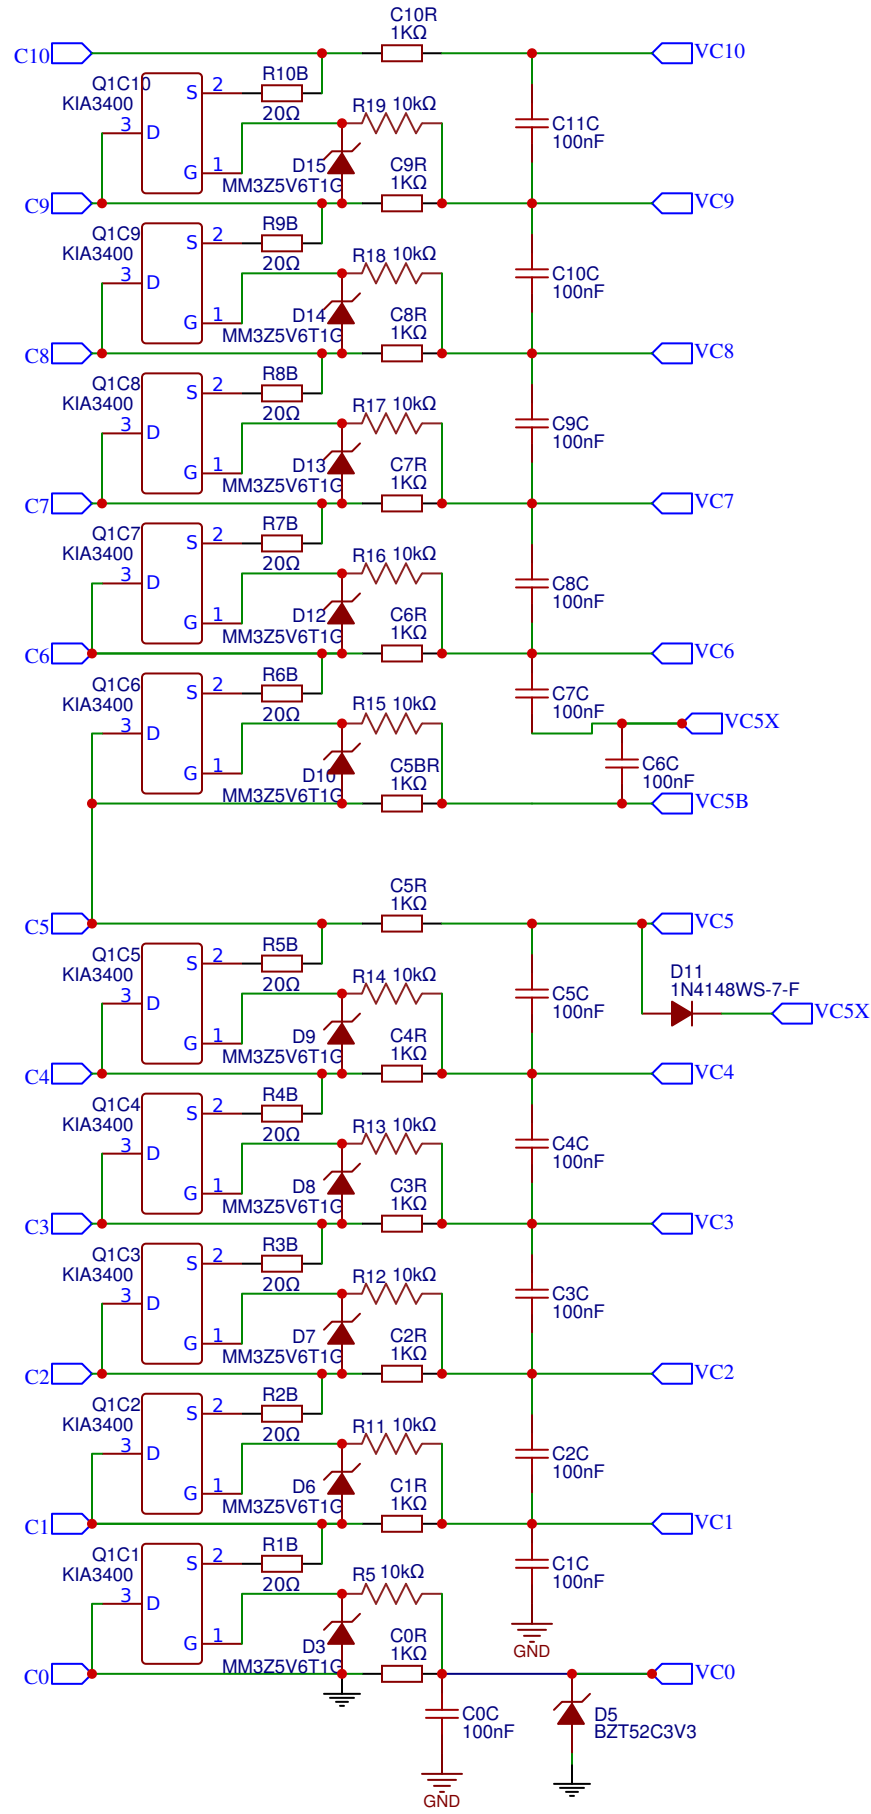 C10R
1KΩ
C10
VC10
Q1C10
KIA3400
S
2
R10B
20Ω
3
D
R19
10kΩ
C11C
100nF
G
1
D15
MM3Z5V6T1G
C9R
1KΩ
C9
VC9
Q1C9
KIA3400
S
2
R9B
20Ω
3
D
R18
10kΩ
C10C
100nF
G
1
D14
MM3Z5V6T1G
C8R
1KΩ
C8
VC8
Q1C8
KIA3400
S
2
R8B
20Ω
3
D
R17
10kΩ
C9C
100nF
G
1
D13
MM3Z5V6T1G
C7R
1KΩ
C7
VC7
Q1C7
KIA3400
S
2
R7B
20Ω
3
D
R16
10kΩ
C8C
100nF
G
1
D12
MM3Z5V6T1G
C6R
1KΩ
C6
VC6
Q1C6
KIA3400
S
2
R6B
20Ω
3
D
R15
10kΩ
C7C
100nF
VC5X
G
1
D10
MM3Z5V6T1G
C5BR
1KΩ
C6C
100nF
VC5B
C5R
1KΩ
C5
VC5
Q1C5
KIA3400
S
2
R5B
20Ω
3
D
R14
10kΩ
C5C
100nF
D11
1N4148WS-7-F
VC5X
G
1
D9
MM3Z5V6T1G
C4R
1KΩ
C4
VC4
Q1C4
KIA3400
S
2
R4B
20Ω
3
D
R13
10kΩ
C4C
100nF
G
1
D8
MM3Z5V6T1G
C3R
1KΩ
C3
VC3
Q1C3
KIA3400
S
2
R3B
20Ω
3
D
R12
10kΩ
C3C
100nF
G
1
D7
MM3Z5V6T1G
C2R
1KΩ
C2
VC2
Q1C2
KIA3400
S
2
R2B
20Ω
3
D
R11
10kΩ
C2C
100nF
G
1
D6
MM3Z5V6T1G
C1R
1KΩ
C1
VC1
Q1C1
KIA3400
S
2
R1B
20Ω
3
D
R5
10kΩ
C1C
100nF
GND
G
1
D3
MM3Z5V6T1G
C0R
1KΩ
C0
VC0
C0C
100nF
D5
BZT52C3V3
GND